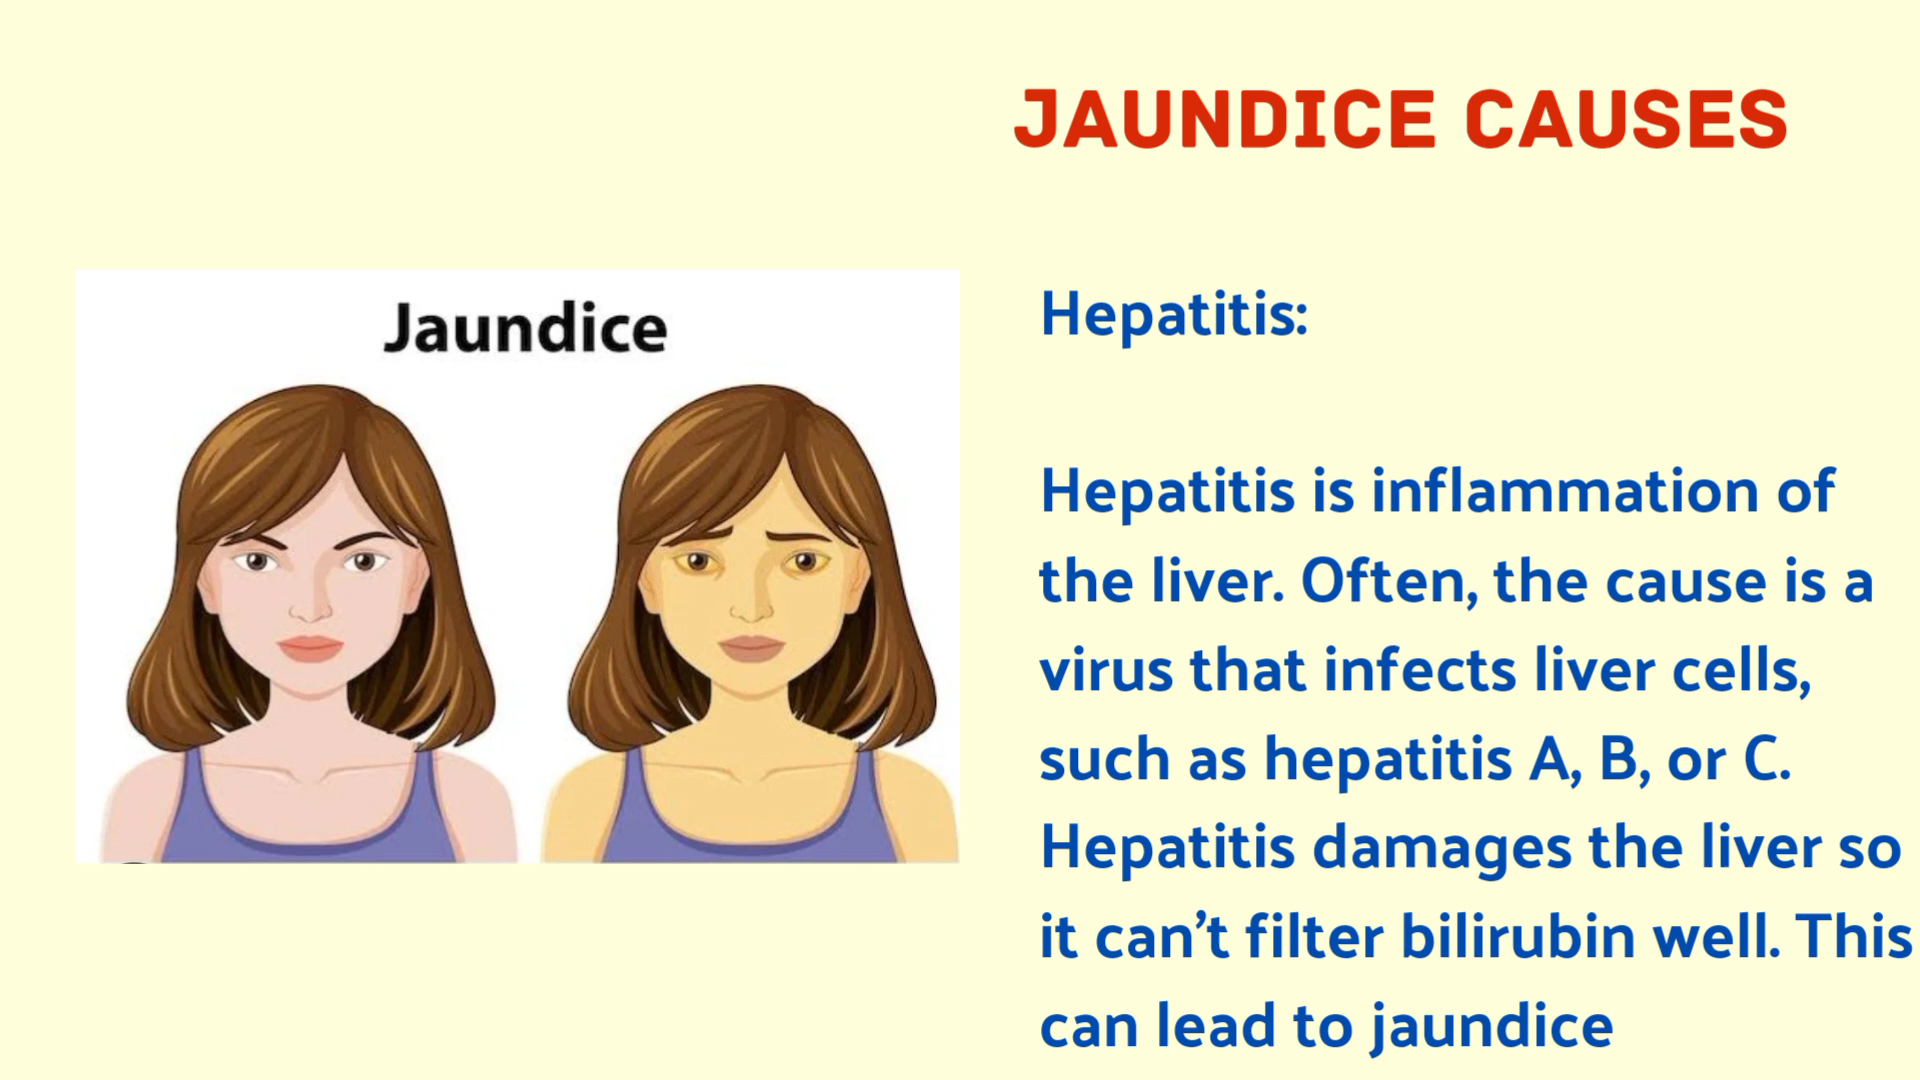 JAUNDICE CAUSES
Jaundice
Hepatitis:
Hepatitis is inflammation of
the liver. Often, the cause is a
virus that infects liver cells,
such as hepatitis A, B, or C.
Hepatitis damages the liver so
it can’t filter bilirubin well. This
can lead to jaundice